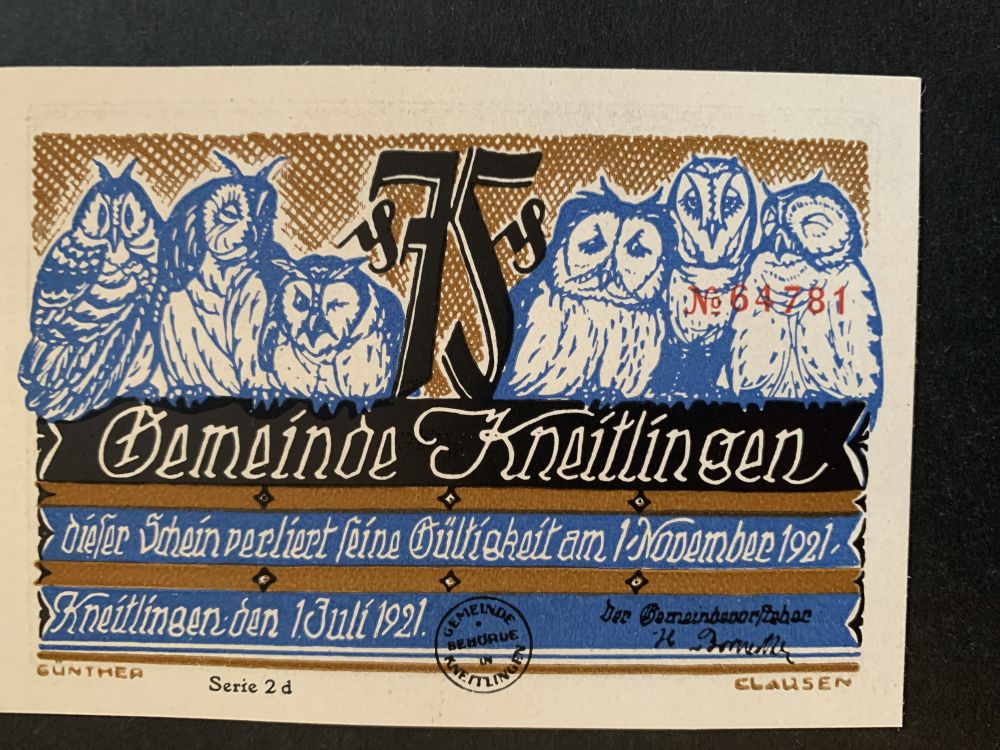 75
№ 64781
Gemeinde Kneitlingen
dieser Schein verliert seine Gültigkeit am 1. November 1921.
Kneitlingen den 1. Juli 1921.
GEMEINDE
BEHÖRDE
IN
KNEITLINGEN
Der Gemeindevorsteher
GÜNTHER
Serie 2d
CLAUSEN